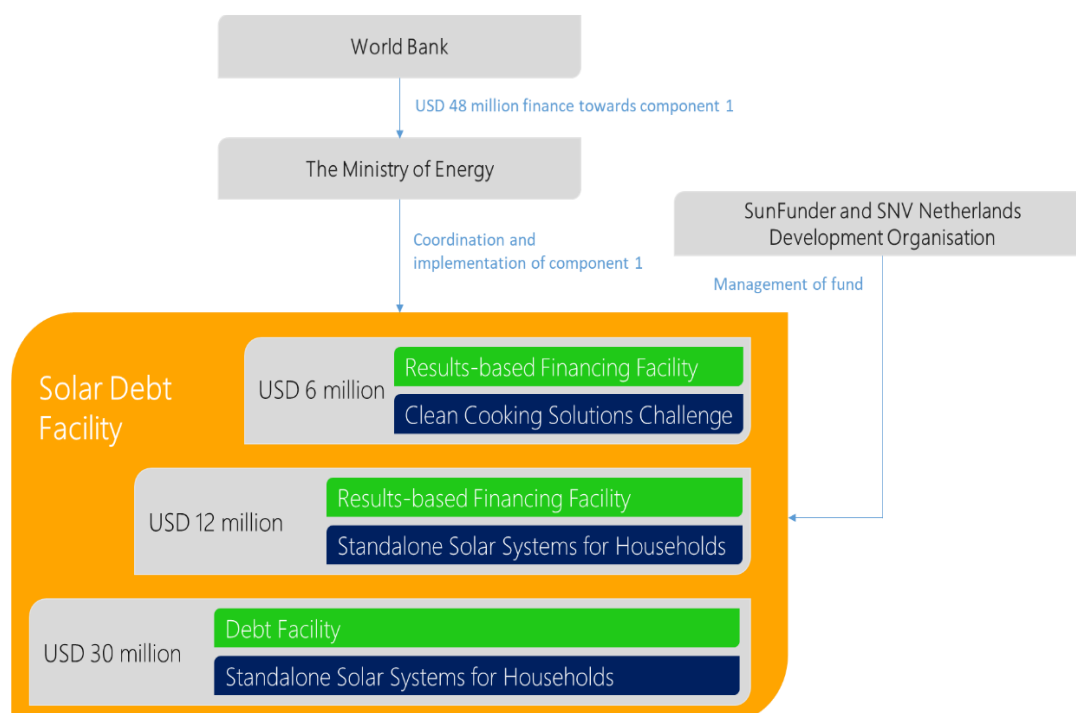 World Bank
USD 48 million finance towards component 1
The Ministry of Energy
SunFunder and SNV Netherlands
Development Organisation
Coordination and
implementation of component 1
Management of fund
Solar Debt
Facility
USD 6 million
Results-based Financing Facility
Clean Cooking Solutions Challenge
USD 12 million
Results-based Financing Facility
Standalone Solar Systems for Households
USD 30 million
Debt Facility
Standalone Solar Systems for Households